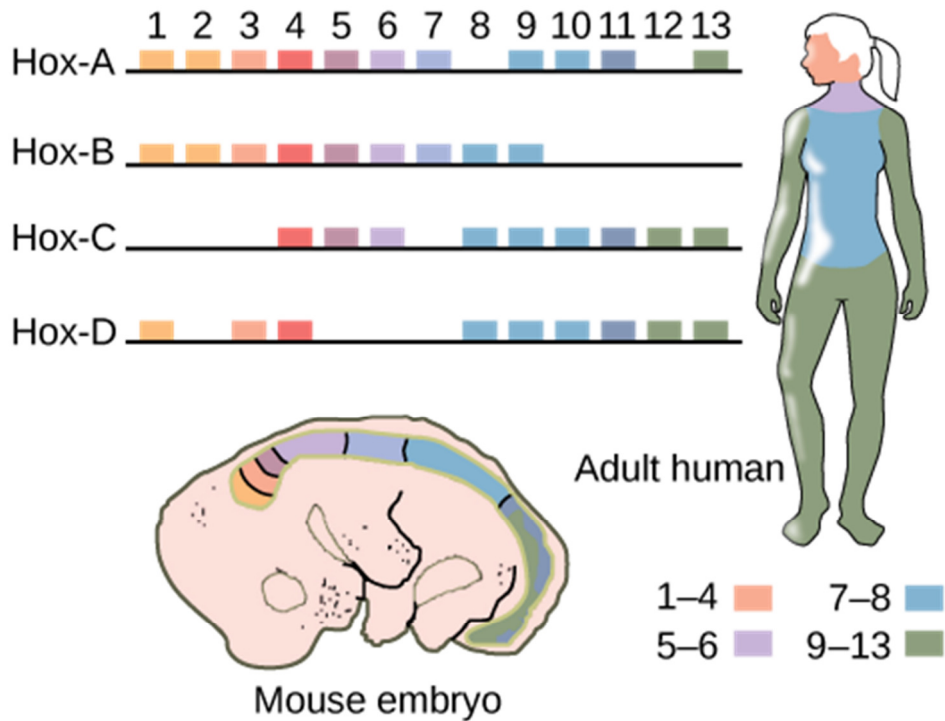 1 2 3 4 5 6 7 8 9 10 11 12 13
Hox-A
Hox-B
Hox-C
Hox-D
Adult human
1–4 7–8
5–6 9–13
Mouse embryo